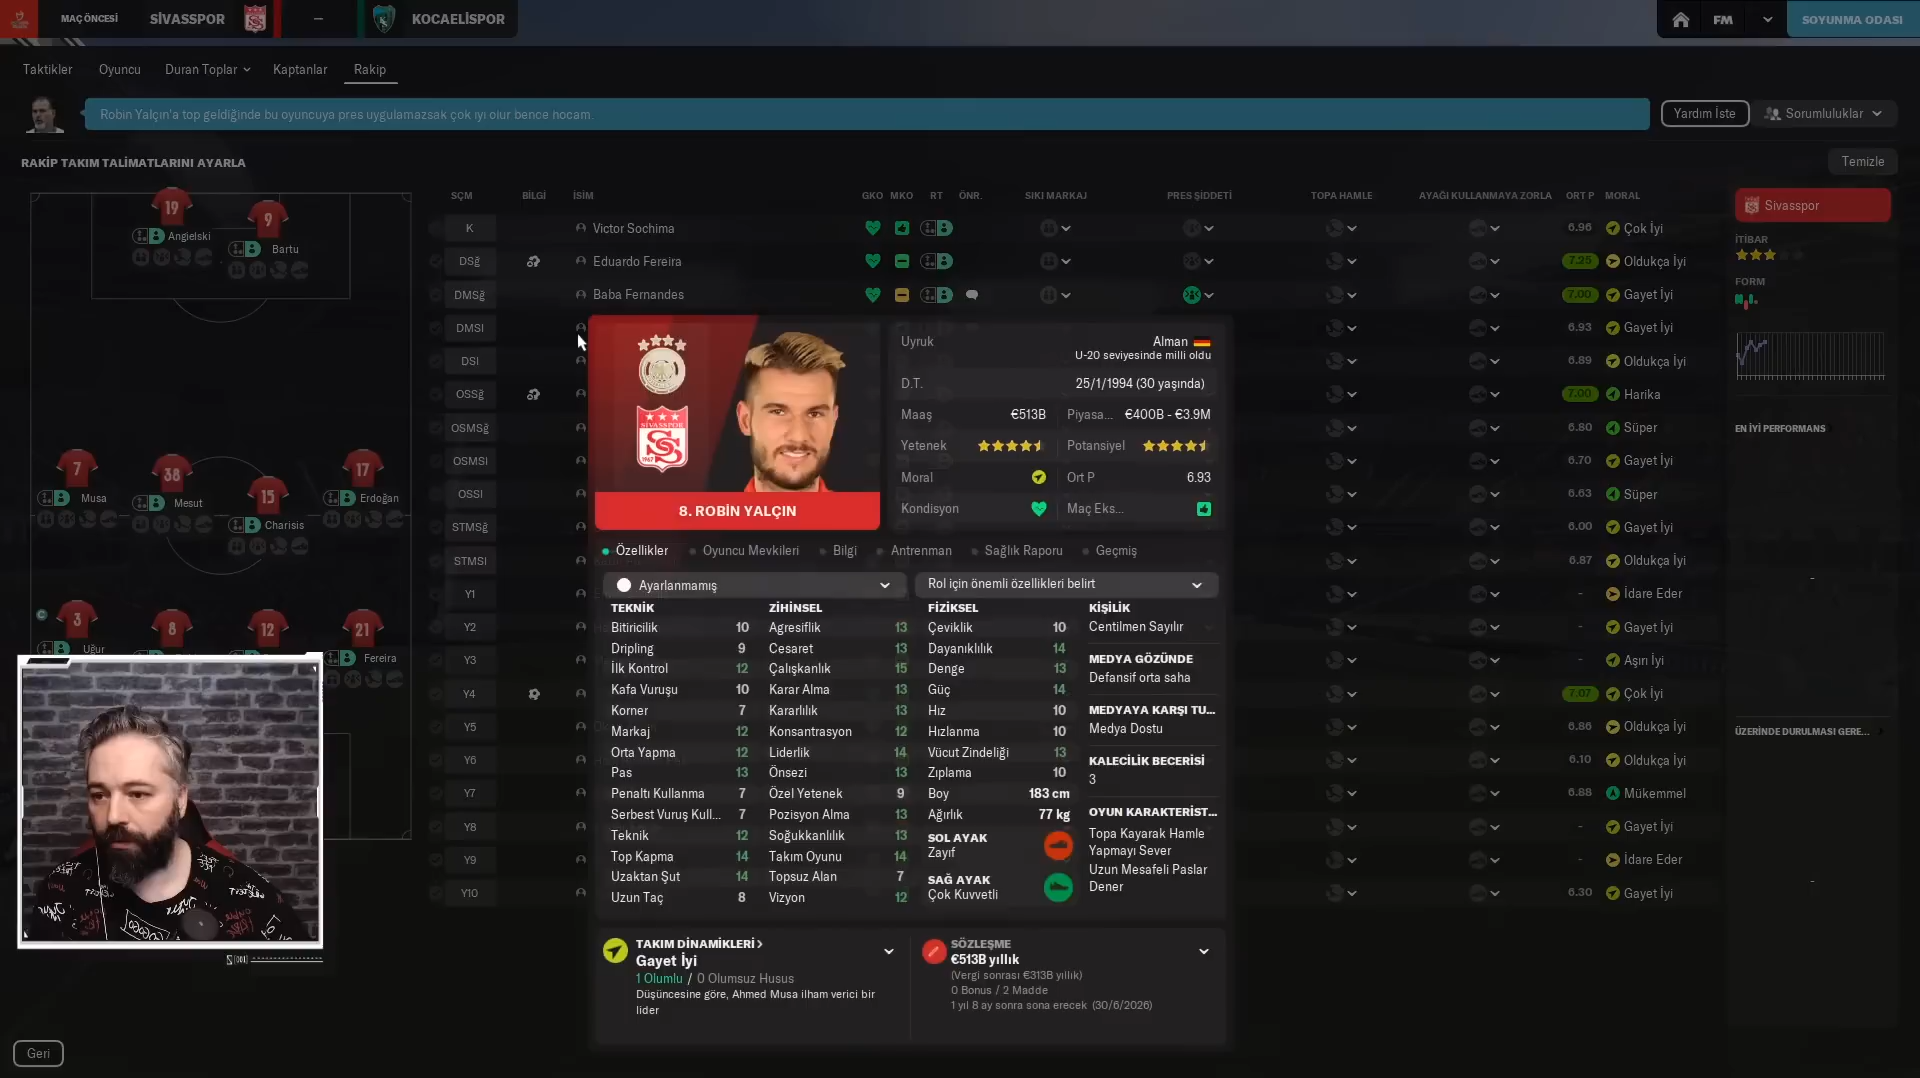 MAÇ ÖNCESİ
SİVASSPOR
–
KOCAELİSPOR
FM
SOYUNMA ODASI
Taktikler
Oyuncu
Duran Toplar
Kaptanlar
Rakip
Robin Yalçın'a top geldiğinde bu oyuncuya pres uygulamazsak çok iyi olur bence hocam.
Yardım İste
Sorumluluklar
RAKİP TAKIM TALİMATLARINI AYARLA
Temizle
SÇM BİLGİ İSİM GKO MKO RT ÖNR. SIKI MARKAJ PRES ŞİDDETİ TOPA HAMLE AYAĞI KULLANMAYA ZORLA ORT P MORAL
K Victor Sochima 6.96 Çok İyi
DSğ Eduardo Fereira 7.25 Oldukça İyi
DMSğ Baba Fernandes 7.00 Gayet İyi
DMSl 6.93 Gayet İyi
DSl 6.89 Oldukça İyi
OSSğ 7.00 Harika
OSMSğ 6.80 Süper
OSMSl 6.70 Gayet İyi
OSSl 6.63 Süper
STMSğ 6.00 Gayet İyi
STMSl 6.87 Oldukça İyi
Y1 - İdare Eder
Y2 - Gayet İyi
Y3 - Aşırı İyi
Y4 7.07 Çok İyi
Y5 6.86 Oldukça İyi
Y6 6.10 Oldukça İyi
Y7 6.88 Mükemmel
Y8 - Gayet İyi
Y9 - İdare Eder
Y10 6.30 Gayet İyi
19
Angielski
9
Bartu
7
Musa
38
Mesut
15
Charisis
17
Erdoğan
3
Uğur
8
12
21
Fereira
Sivasspor
İTİBAR
FORM
EN İYİ PERFORMANS
-
ÜZERİNDE DURULMASI GERE...
-
SİVASSPOR
1967
8. ROBİN YALÇIN
Uyruk Alman
U-20 seviyesinde milli oldu
D.T. 25/1/1994 (30 yaşında)
Maaş €513B Piyasa... €400B - €3.9M
Yetenek Potansiyel
Moral Ort P 6.93
Kondisyon Maç Eks...
Özellikler Oyuncu Mevkileri Bilgi Antrenman Sağlık Raporu Geçmiş
Ayarlanmamış
Rol için önemli özellikleri belirt
TEKNİK
Bitiricilik 10
Dripling 9
İlk Kontrol 12
Kafa Vuruşu 10
Korner 7
Markaj 12
Orta Yapma 12
Pas 13
Penaltı Kullanma 7
Serbest Vuruş Kull... 7
Teknik 12
Top Kapma 14
Uzaktan Şut 14
Uzun Taç 8
ZİHİNSEL
Agresiflik 13
Cesaret 13
Çalışkanlık 15
Karar Alma 13
Kararlılık 13
Konsantrasyon 12
Liderlik 14
Önsezi 13
Özel Yetenek 9
Pozisyon Alma 13
Soğukkanlılık 13
Takım Oyunu 14
Topsuz Alan 7
Vizyon 12
FİZİKSEL
Çeviklik 10
Dayanıklılık 14
Denge 13
Güç 14
Hız 10
Hızlanma 10
Vücut Zindeliği 13
Zıplama 10
Boy 183 cm
Ağırlık 77 kg
SOL AYAK
Zayıf
SAĞ AYAK
Çok Kuvvetli
KİŞİLİK
Centilmen Sayılır
MEDYA GÖZÜNDE
Defansif orta saha
MEDYAYA KARŞI TU...
Medya Dostu
KALECİLİK BECERİSİ
3
OYUN KARAKTERİST...
Topa Kayarak Hamle
Yapmayı Sever
Uzun Mesafeli Paslar
Dener
TAKIM DİNAMİKLERİ>
Gayet İyi
1 Olumlu / 0 Olumsuz Husus
Düşüncesine göre, Ahmed Musa ilham verici bir
lider
SÖZLEŞME
€513B yıllık
(Vergi sonrası €313B yıllık)
0 Bonus / 2 Madde
1 yıl 8 ay sonra sona erecek (30/6/2026)
Geri